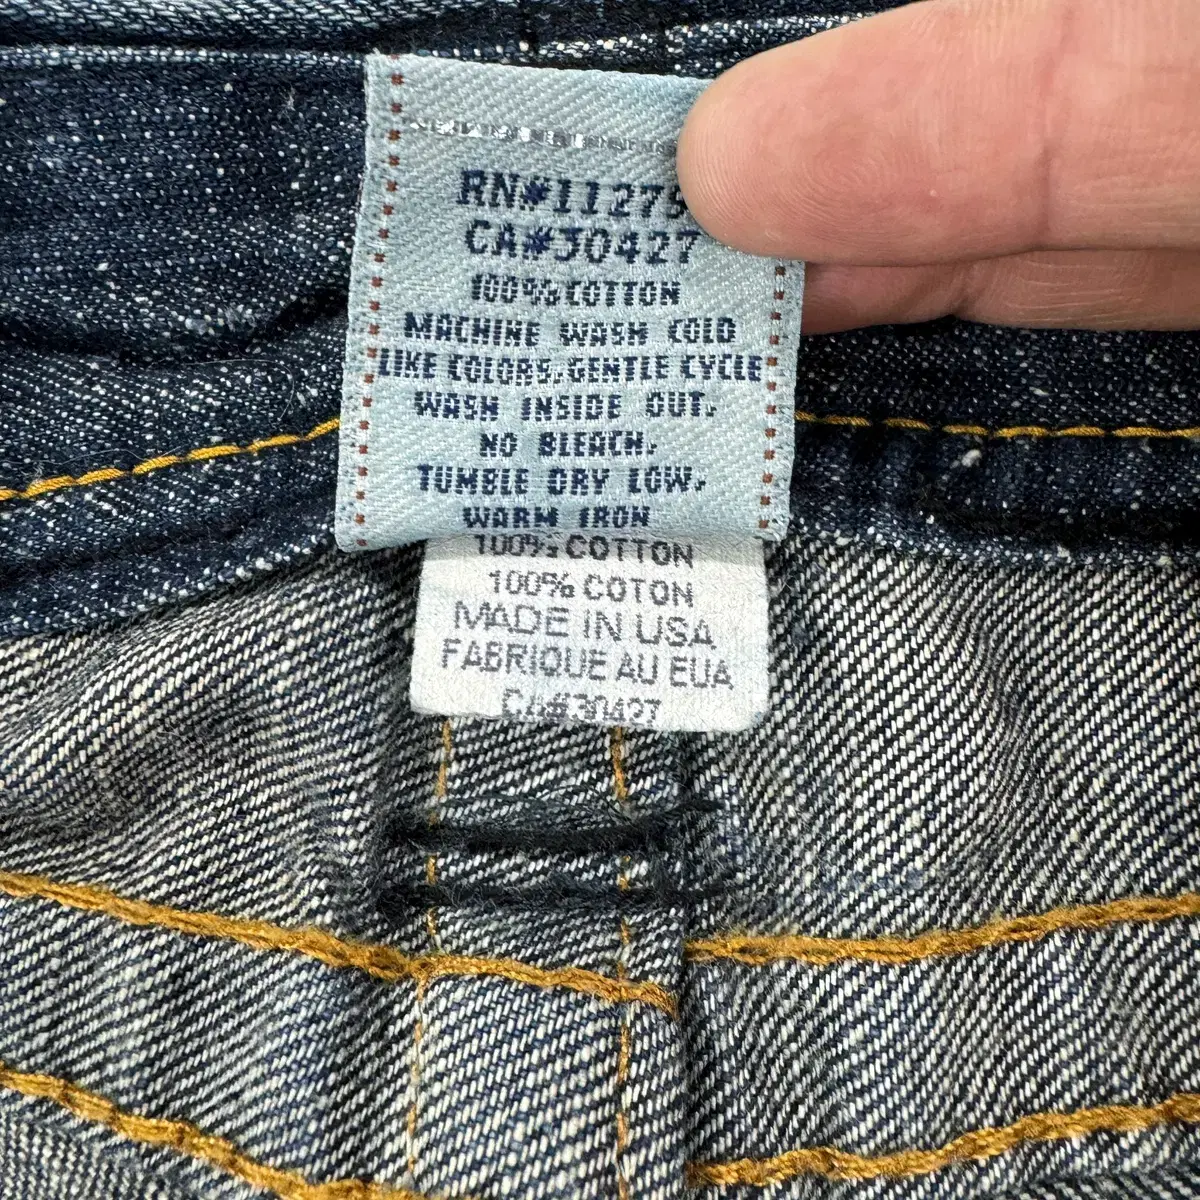 RN#11279
CA#30427
100% COTTON
MACHINE WASH COLD
LIKE COLORS, GENTLE CYCLE
WASH INSIDE OUT.
NO BLEACH.
TUMBLE DRY LOW.
WARM IRON
100% COTTON
100% COTON
MADE IN USA
FABRIQUE AU EUA
CA#30427